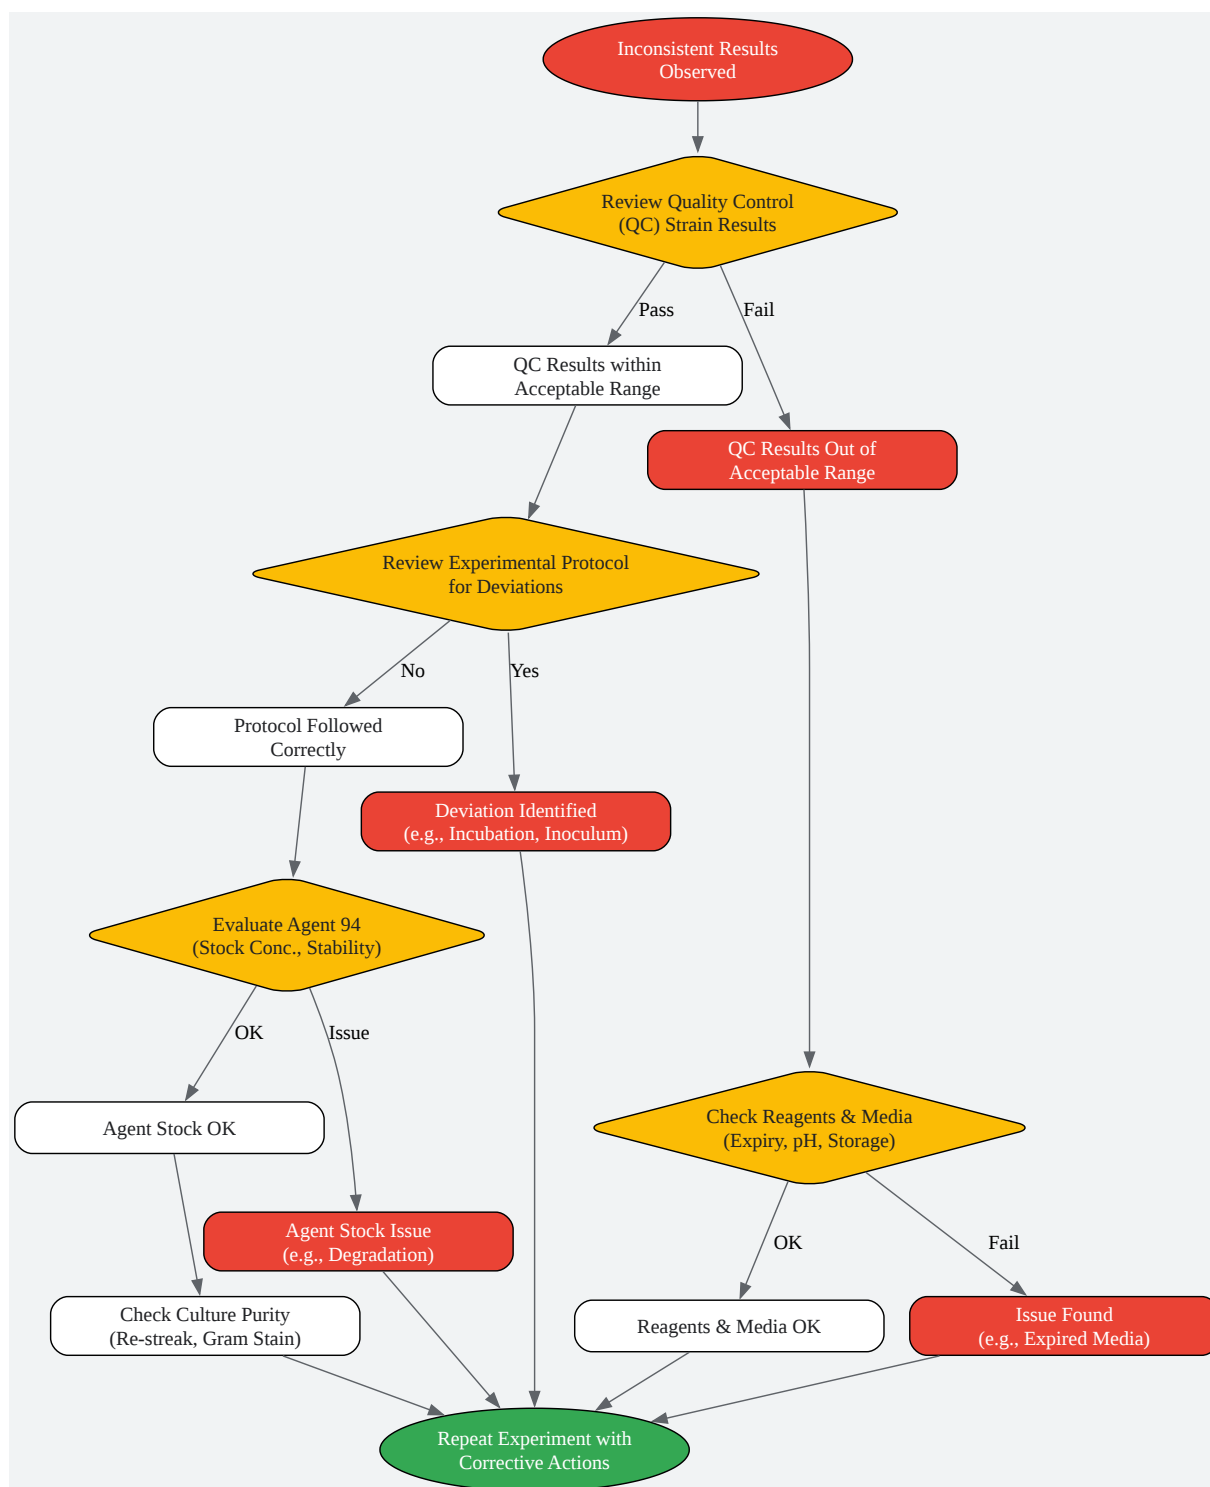 Inconsistent Results
Observed
Review Quality Control
(QC) Strain Results
Pass
Fail
QC Results within
Acceptable Range
QC Results Out of
Acceptable Range
Review Experimental Protocol
for Deviations
No
Yes
Protocol Followed
Correctly
Deviation Identified
(e.g., Incubation, Inoculum)
Evaluate Agent 94
(Stock Conc., Stability)
OK
Issue
Agent Stock OK
Check Reagents & Media
(Expiry, pH, Storage)
Agent Stock Issue
(e.g., Degradation)
OK
Fail
Check Culture Purity
(Re-streak, Gram Stain)
Reagents & Media OK
Issue Found
(e.g., Expired Media)
Repeat Experiment with
Corrective Actions